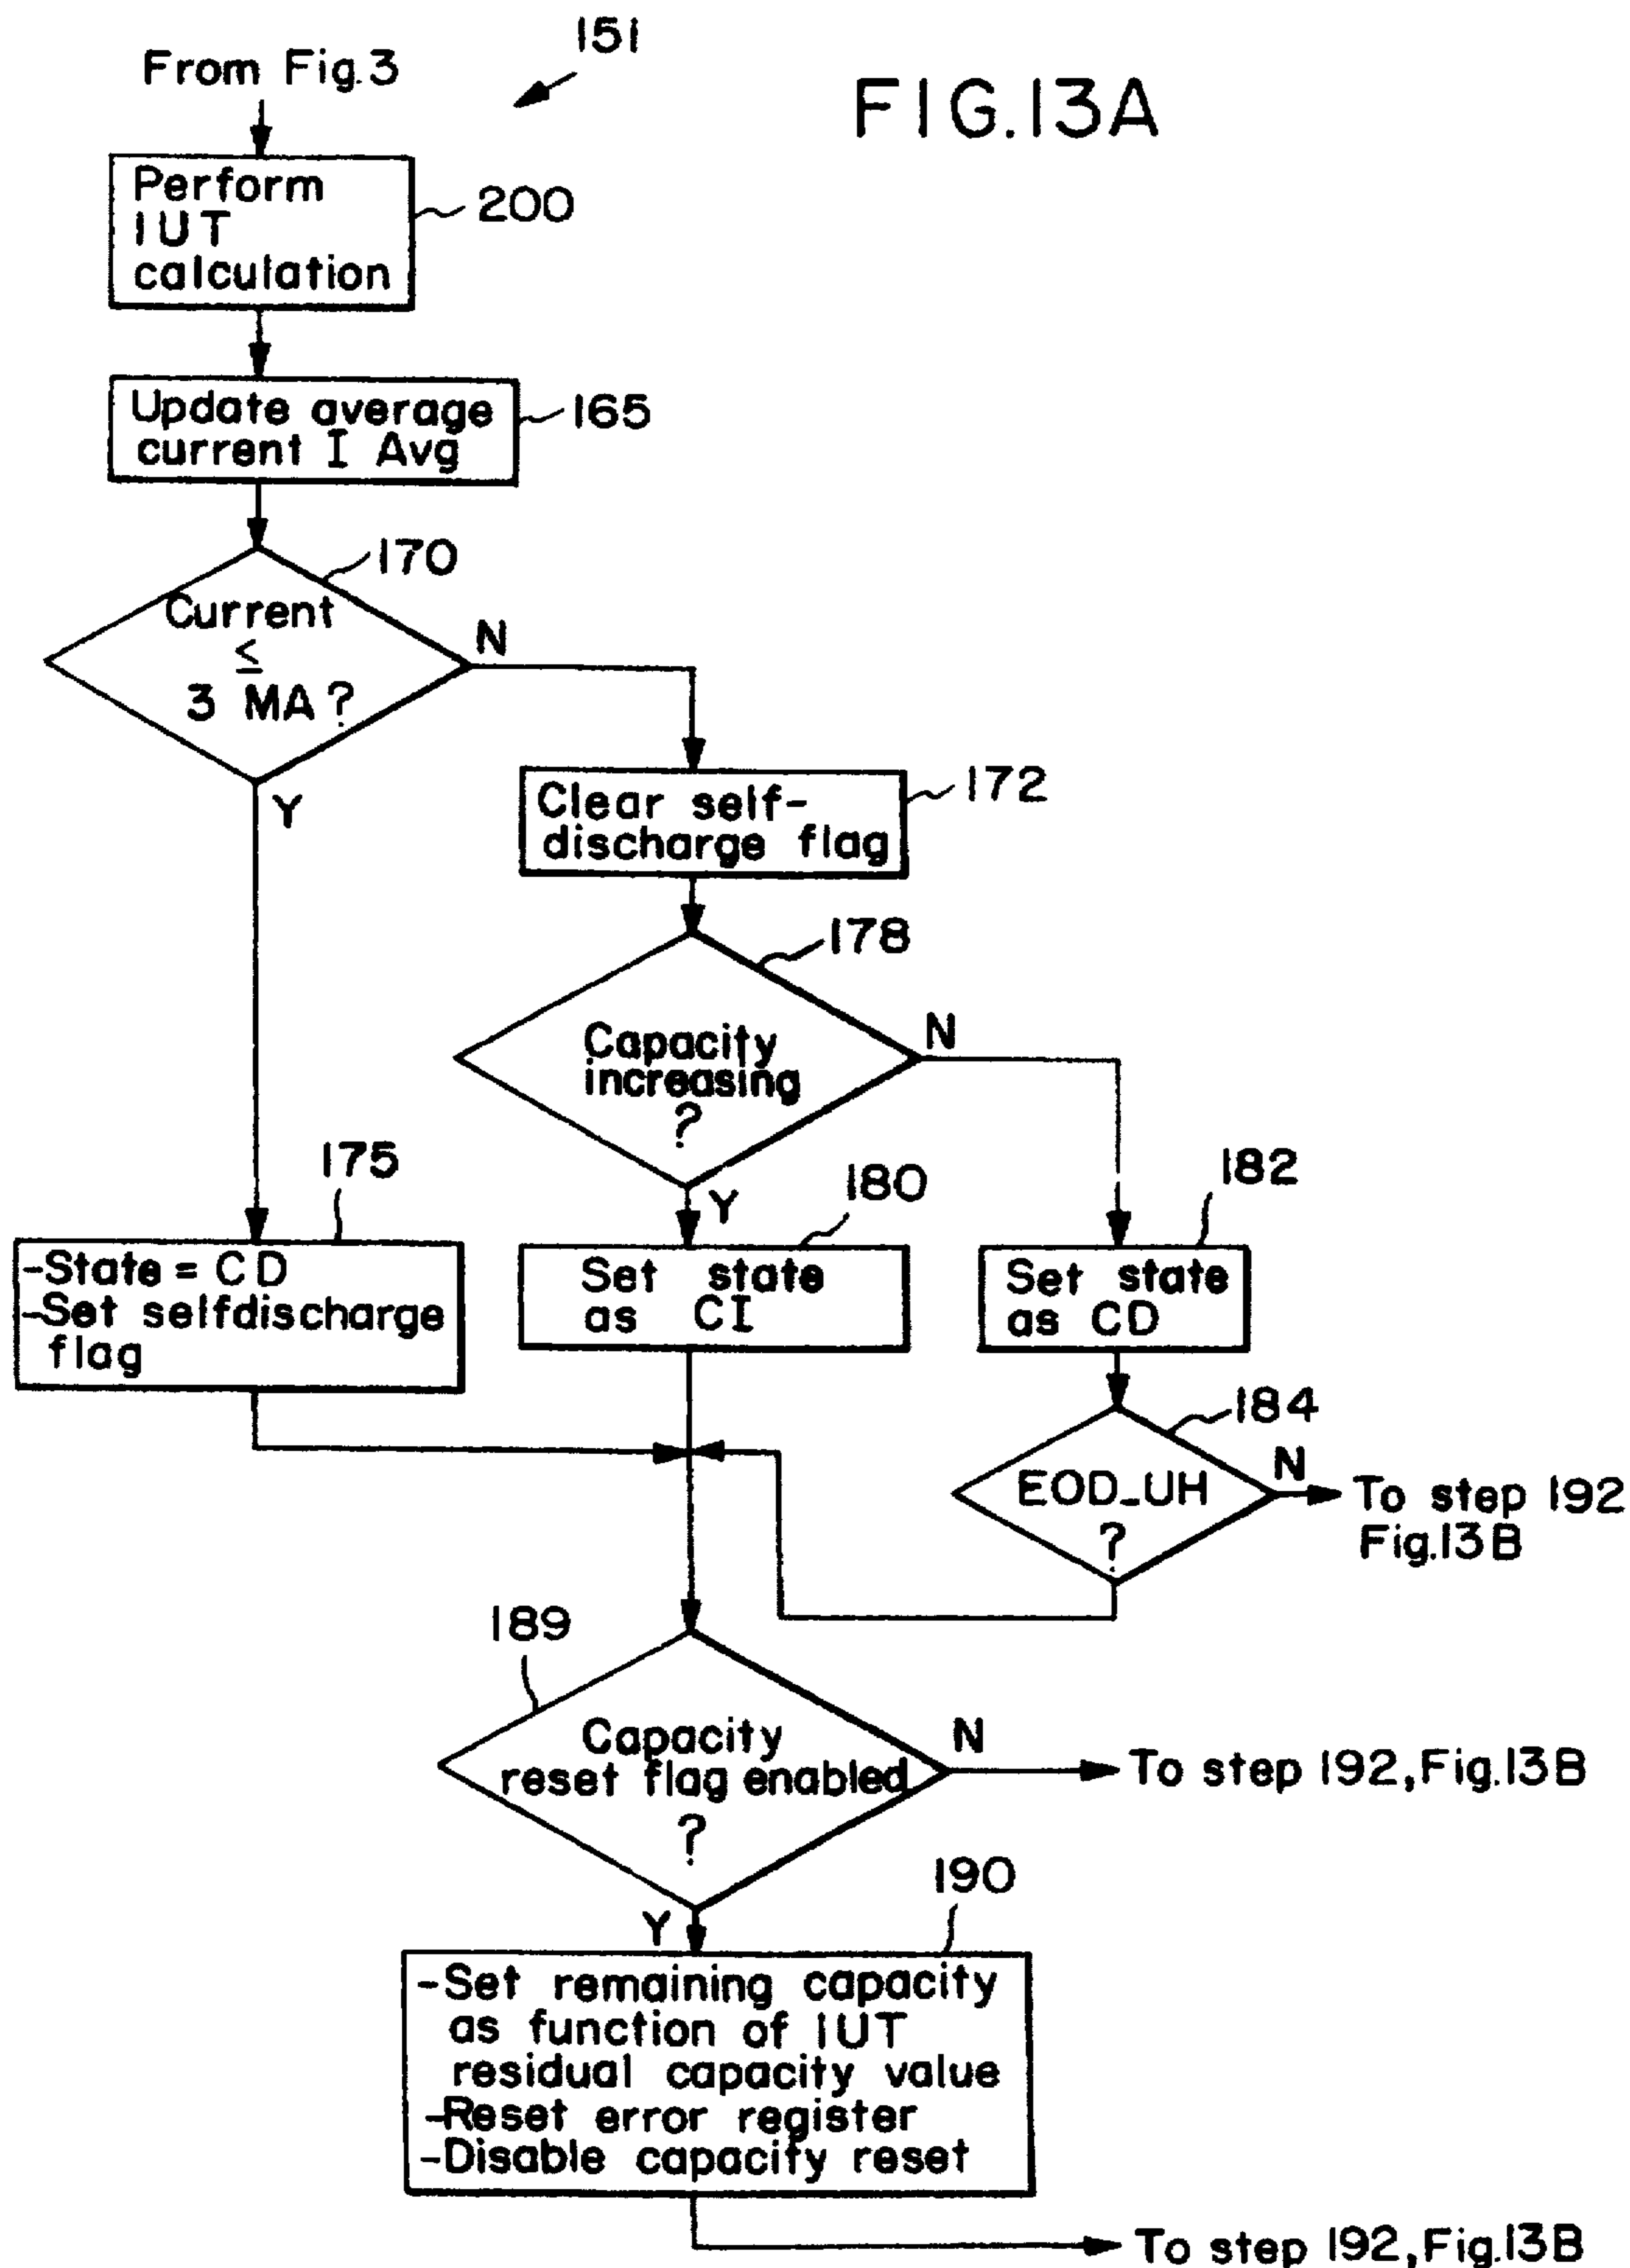 151
From Fig.3
FIG.13A
Perform
IUT
calculation
200
Update average
current I Avg
165
170
Current
≤
3 MA?
N
Y
Clear self-
discharge flag
172
178
Capacity
increasing
?
N
Y
175
-State = CD
-Set selfdischarge
flag
180
Set state
as CI
182
Set state
as CD
184
EOD_UH
?
N
To step 192
Fig.13B
189
Capacity
reset flag enabled
?
N
To step 192,Fig.13B
Y
190
-Set remaining capacity
as function of IUT
residual capacity value
-Reset error register
-Disable capacity reset
To step 192,Fig.13B